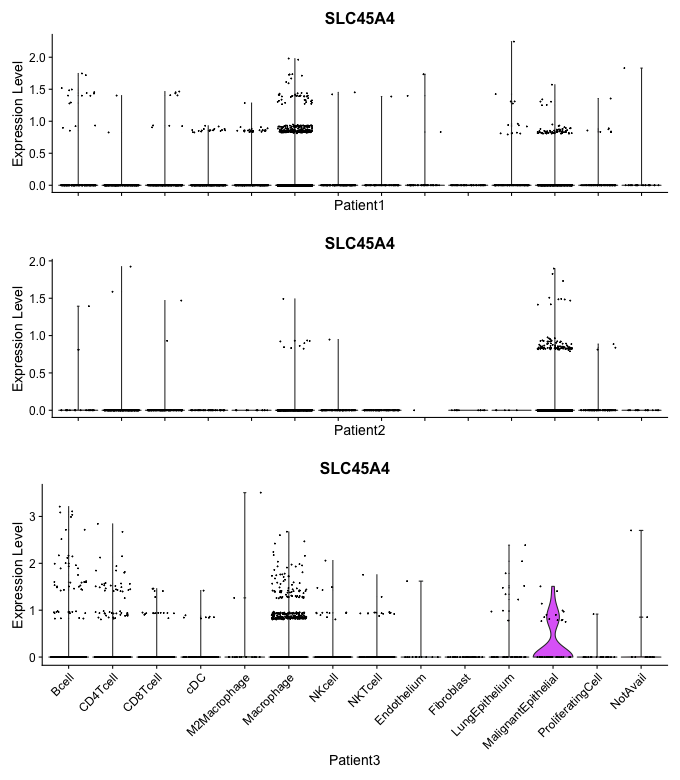 SLC45A4
Expression Level
2.0
1.5
1.0
0.5
0.0
Patient1
SLC45A4
Expression Level
2.0
1.5
1.0
0.5
0.0
Patient2
SLC45A4
Expression Level
3
2
1
0
Bcell
CD4Tcell
CD8Tcell
cDC
M2Macrophage
Macrophage
NKcell
NKTcell
Endothelium
Fibroblast
LungEpithelium
MalignantEpithelial
ProliferatingCell
NotAvail
Patient3